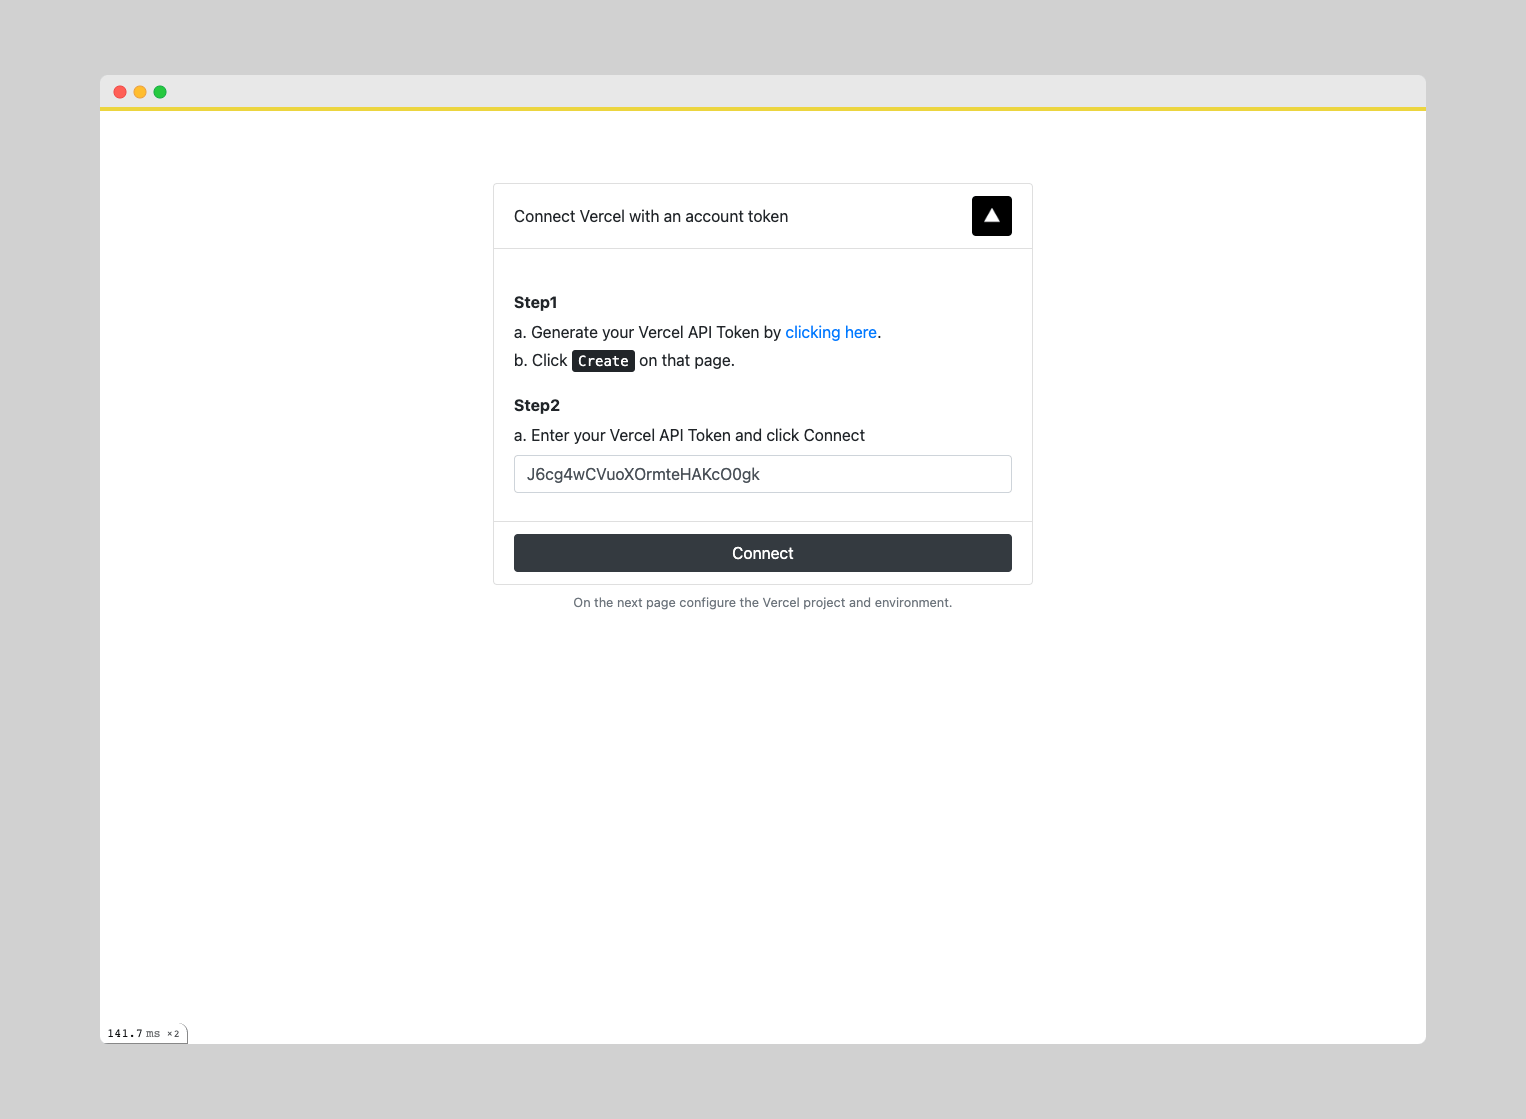 Connect Vercel with an account token
Step1
a. Generate your Vercel API Token by clicking here.
b. Click Create on that page.
Step2
a. Enter your Vercel API Token and click Connect
J6cg4wCVuoXOrmteHAKcO0gk
Connect
On the next page configure the Vercel project and environment.
141.7 ms ×2